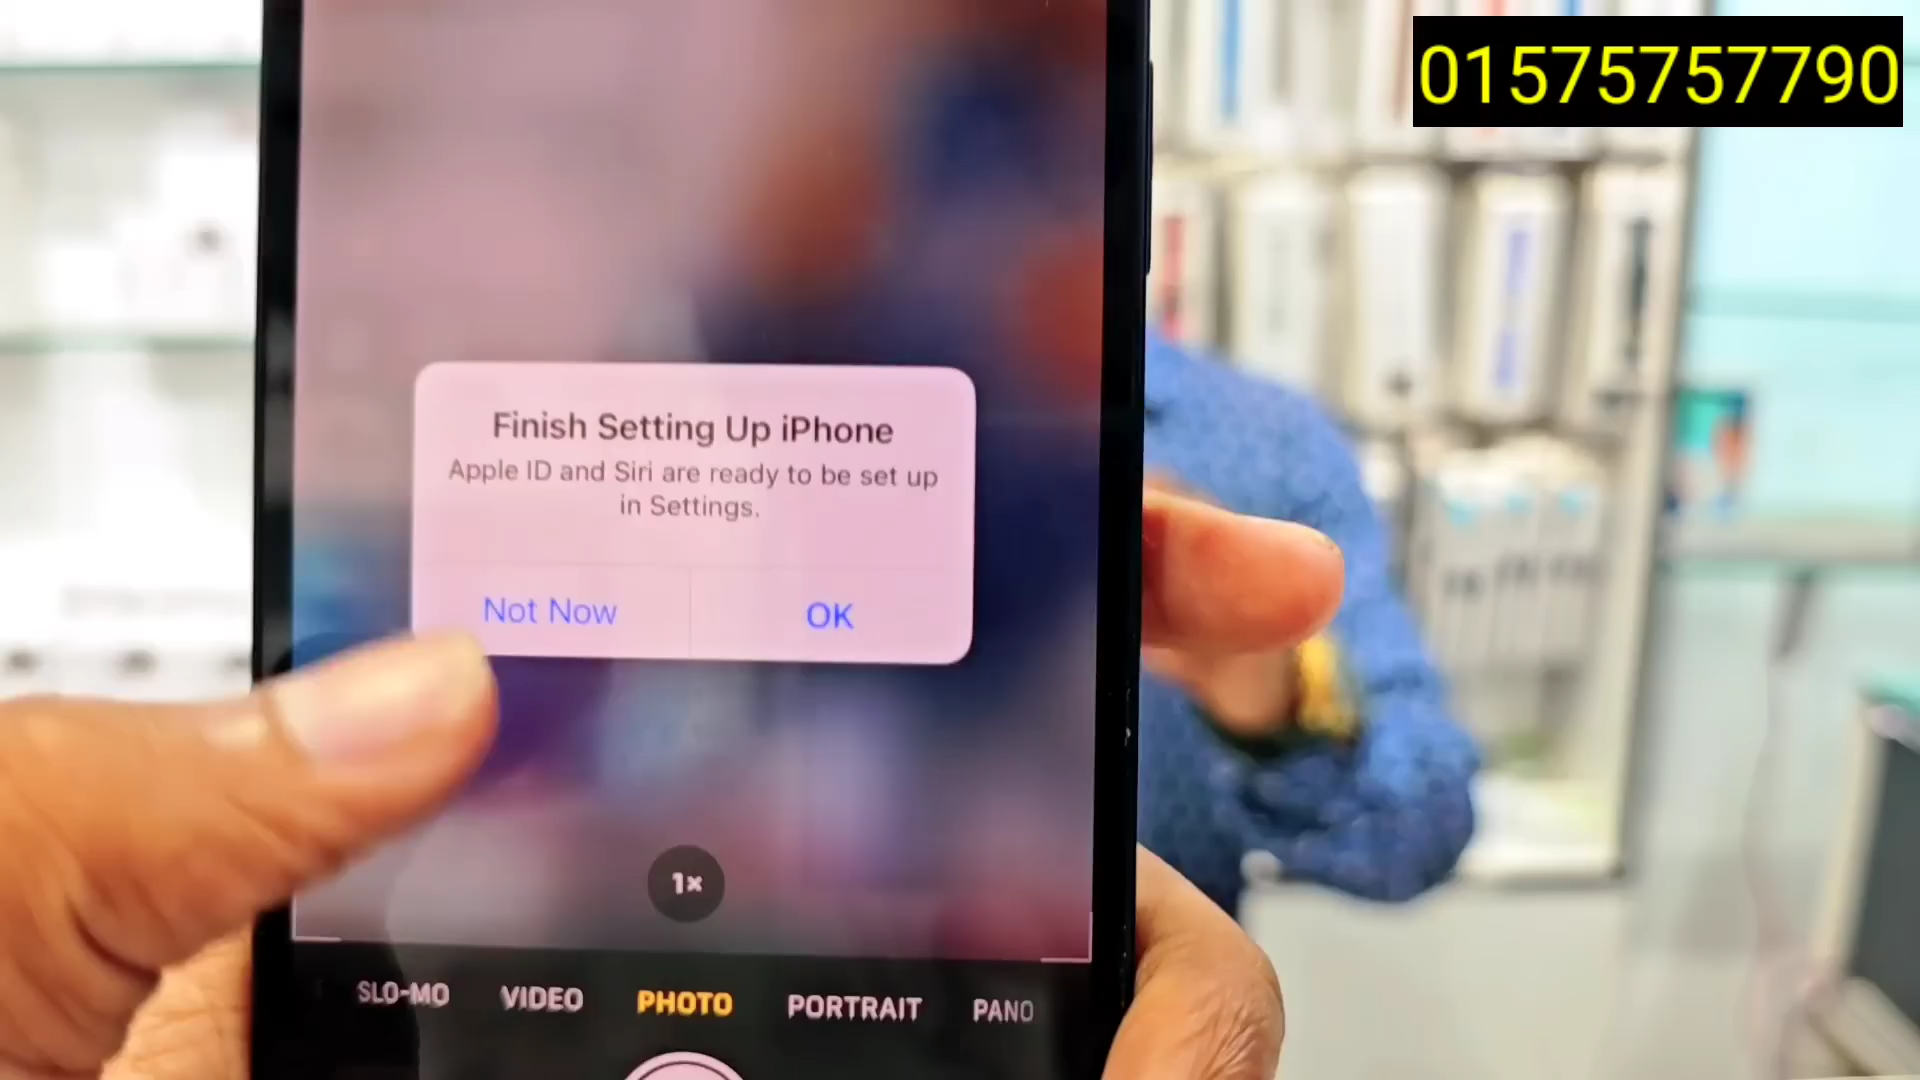 01575757790
Finish Setting Up iPhone
Apple ID and Siri are ready to be set up
in Settings.
Not Now
OK
1×
SLO-MO
VIDEO
PHOTO
PORTRAIT
PANO